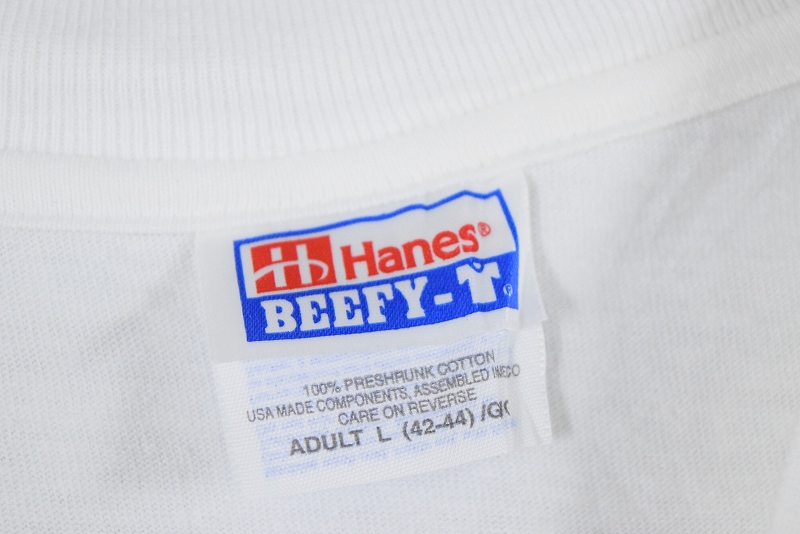 Hanes®
BEEFY-T®
100% PRESHRUNK COTTON
USA MADE COMPONENTS, ASSEMBLED IN
CARE ON REVERSE
ADULT L (42-44) /G